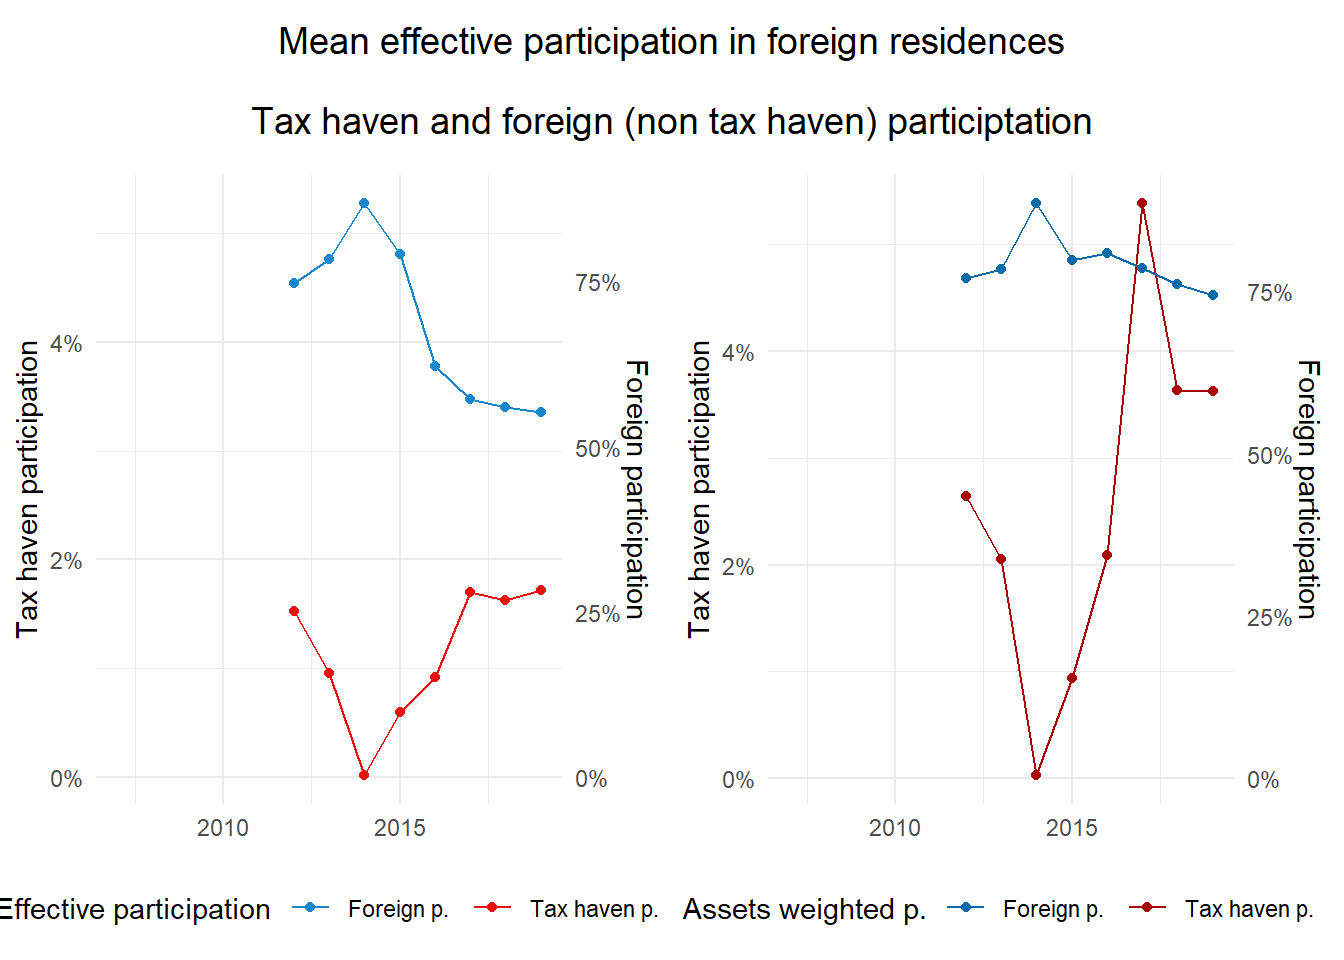 Mean effective participation in foreign residences
Tax haven and foreign (non tax haven) participtation
Tax haven participation
4%
2%
0%
75%
50%
25%
0%
Foreign participation
2010
2015
Tax haven participation
4%
2%
0%
75%
50%
25%
0%
Foreign participation
2010
2015
Effective participation
Foreign p.
Tax haven p.
Assets weighted p.
Foreign p.
Tax haven p.